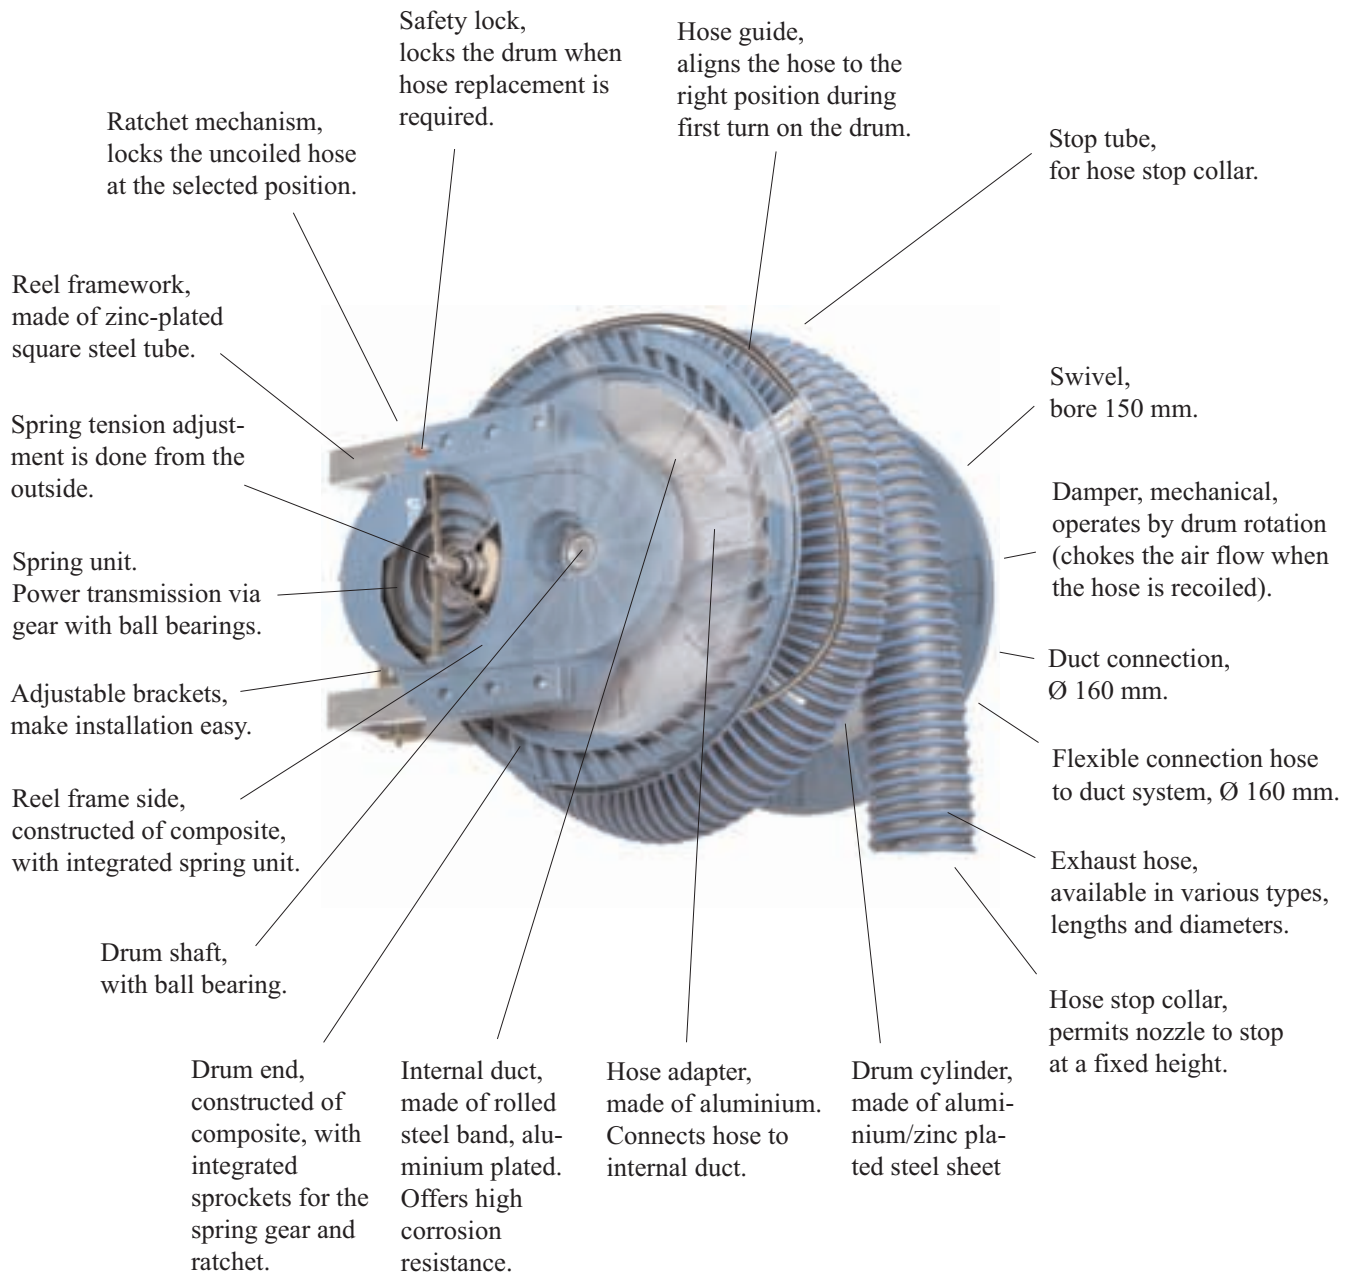 Safety lock,
locks the drum when
hose replacement is
required.
Hose guide,
aligns the hose to the
right position during
first turn on the drum.
Ratchet mechanism,
locks the uncoiled hose
at the selected position.
Stop tube,
for hose stop collar.
Reel framework,
made of zinc-plated
square steel tube.
Swivel,
bore 150 mm.
Spring tension adjust-
ment is done from the
outside.
Damper, mechanical,
operates by drum rotation
(chokes the air flow when
the hose is recoiled).
Spring unit.
Power transmission via
gear with ball bearings.
Duct connection,
Ø 160 mm.
Adjustable brackets,
make installation easy.
Flexible connection hose
to duct system, Ø 160 mm.
Reel frame side,
constructed of composite,
with integrated spring unit.
Exhaust hose,
available in various types,
lengths and diameters.
Drum shaft,
with ball bearing.
Hose stop collar,
permits nozzle to stop
at a fixed height.
Drum end,
constructed of
composite, with
integrated
sprockets for the
spring gear and
ratchet.
Internal duct,
made of rolled
steel band, alu-
minium plated.
Offers high
corrosion
resistance.
Hose adapter,
made of aluminium.
Connects hose to
internal duct.
Drum cylinder,
made of alumi-
nium/zinc pla-
ted steel sheet